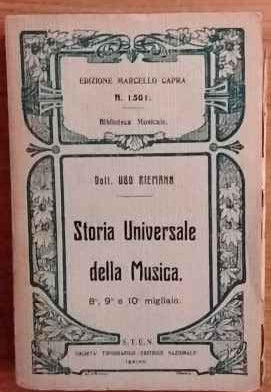 EDIZIONE MARCELLO CAPRA
N. 1501.
Biblioteca Musicale.
Dott. UGO RIEMANN
Storia Universale
della Musica.
8°, 9° e 10° migliaio.
S.T.E.N.
SOCIETÀ TIPOGRAFICO EDITRICE NAZIONALE
TORINO